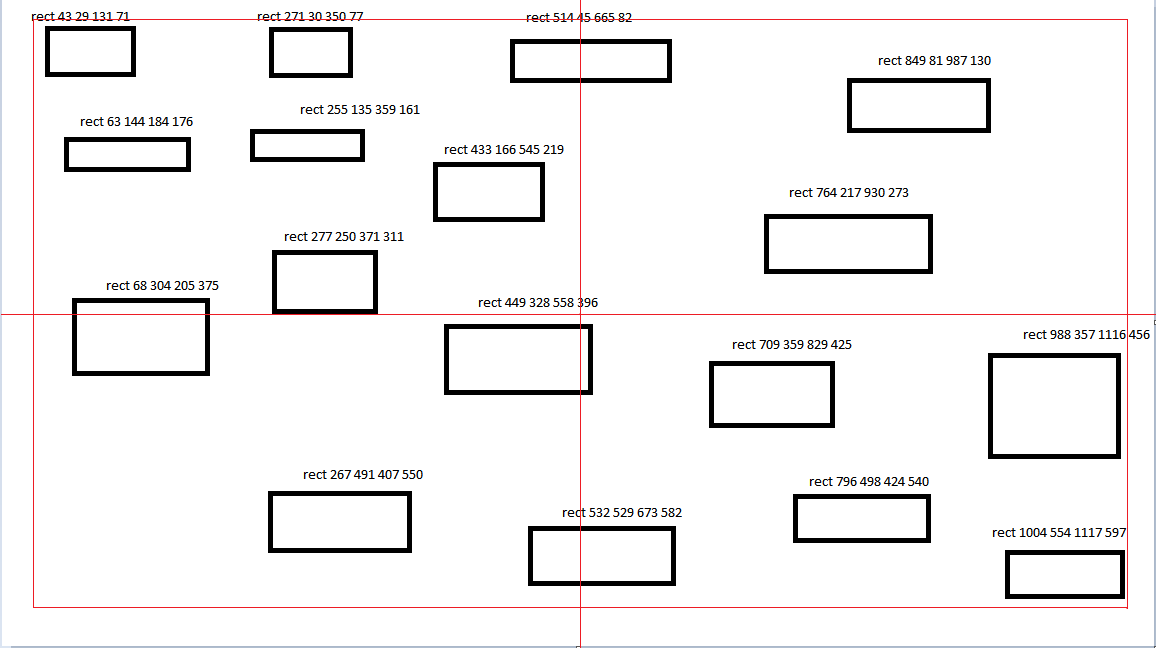 rect 43 29 131 71
rect 271 30 350 77
rect 514 45 665 82
rect 849 81 987 130
rect 255 135 359 161
rect 63 144 184 176
rect 433 166 545 219
rect 764 217 930 273
rect 277 250 371 311
rect 68 304 205 375
rect 449 328 558 396
rect 988 357 1116 456
rect 709 359 829 425
rect 267 491 407 550
rect 796 498 424 540
rect 532 529 673 582
rect 1004 554 1117 597